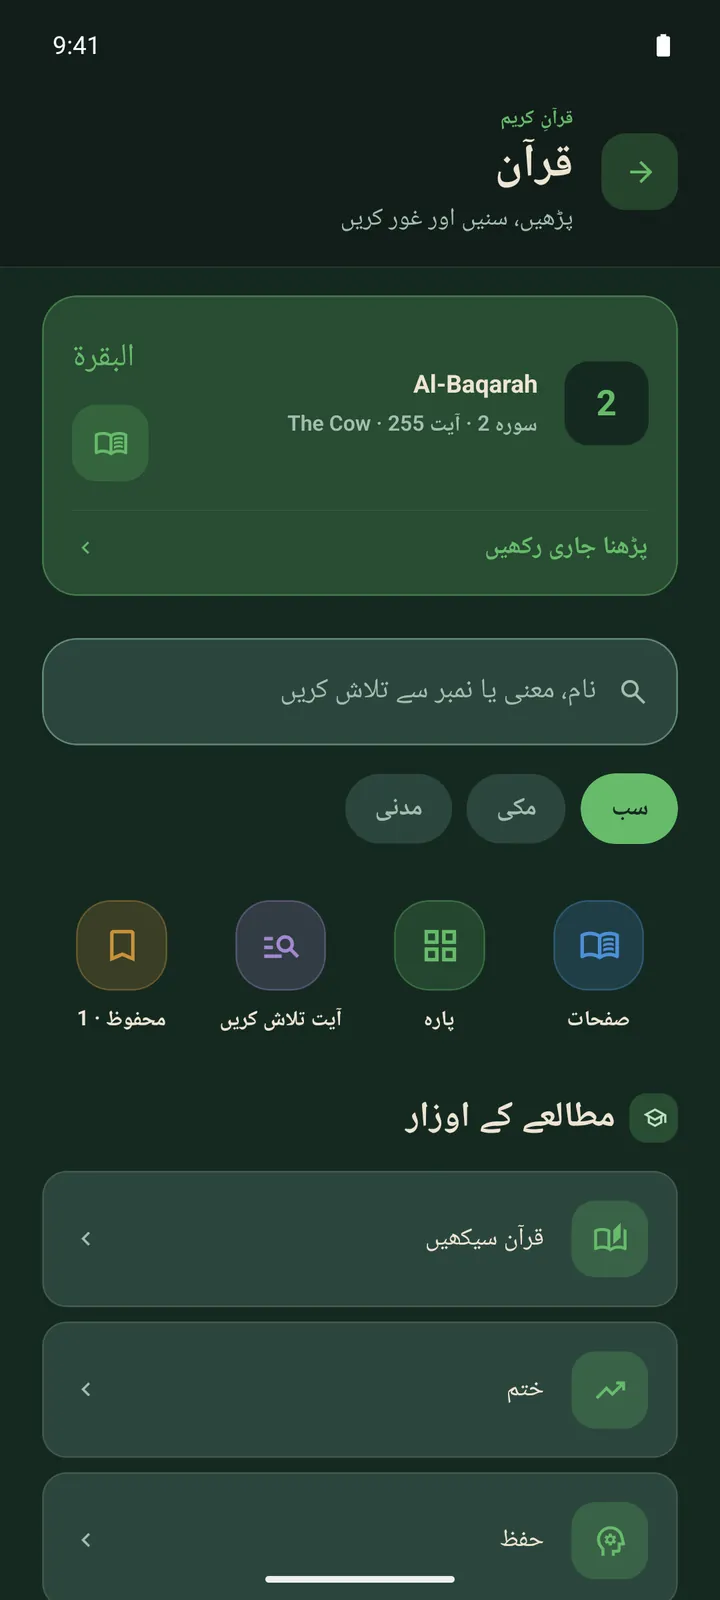 9:41
قرآنِ کریم
قرآن
پڑھیں، سنیں اور غور کریں
2
Al-Baqarah
سورہ 2 · آیت 255 · The Cow
البقرة
پڑھنا جاری رکھیں
نام، معنی یا نمبر سے تلاش کریں
سب
مکی
مدنی
صفحات
پارہ
آیت تلاش کریں
محفوظ · 1
مطالعے کے اوزار
قرآن سیکھیں
ختم
حفظ